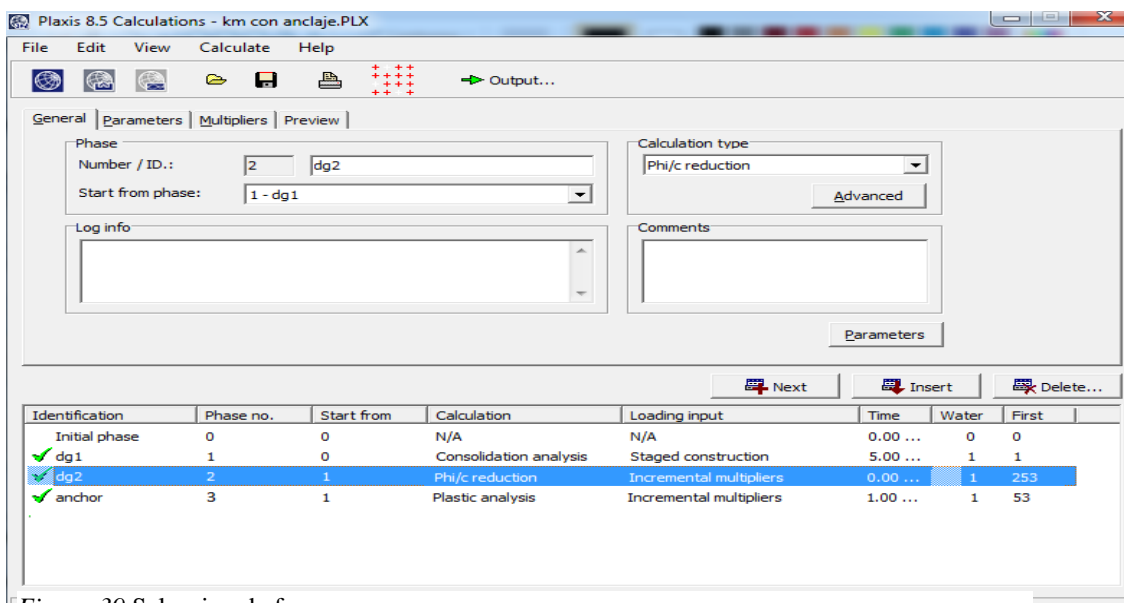 Plaxis 8.5 Calculations - km con anclaje.PLX
File Edit View Calculate Help
Output...
General Parameters Multipliers Preview
Phase
Number / ID.: 2 dg2
Start from phase: 1 - dg1
Calculation type
Phi/c reduction
Advanced
Log info
Comments
Parameters
Next Insert Delete...
Identification Phase no. Start from Calculation Loading input Time Water First
Initial phase 0 0 N/A N/A 0.00 ... 0 0
dg1 1 0 Consolidation analysis Staged construction 5.00 ... 1 1
dg2 2 1 Phi/c reduction Incremental multipliers 0.00 ... 1 253
anchor 3 1 Plastic analysis Incremental multipliers 1.00 ... 1 53